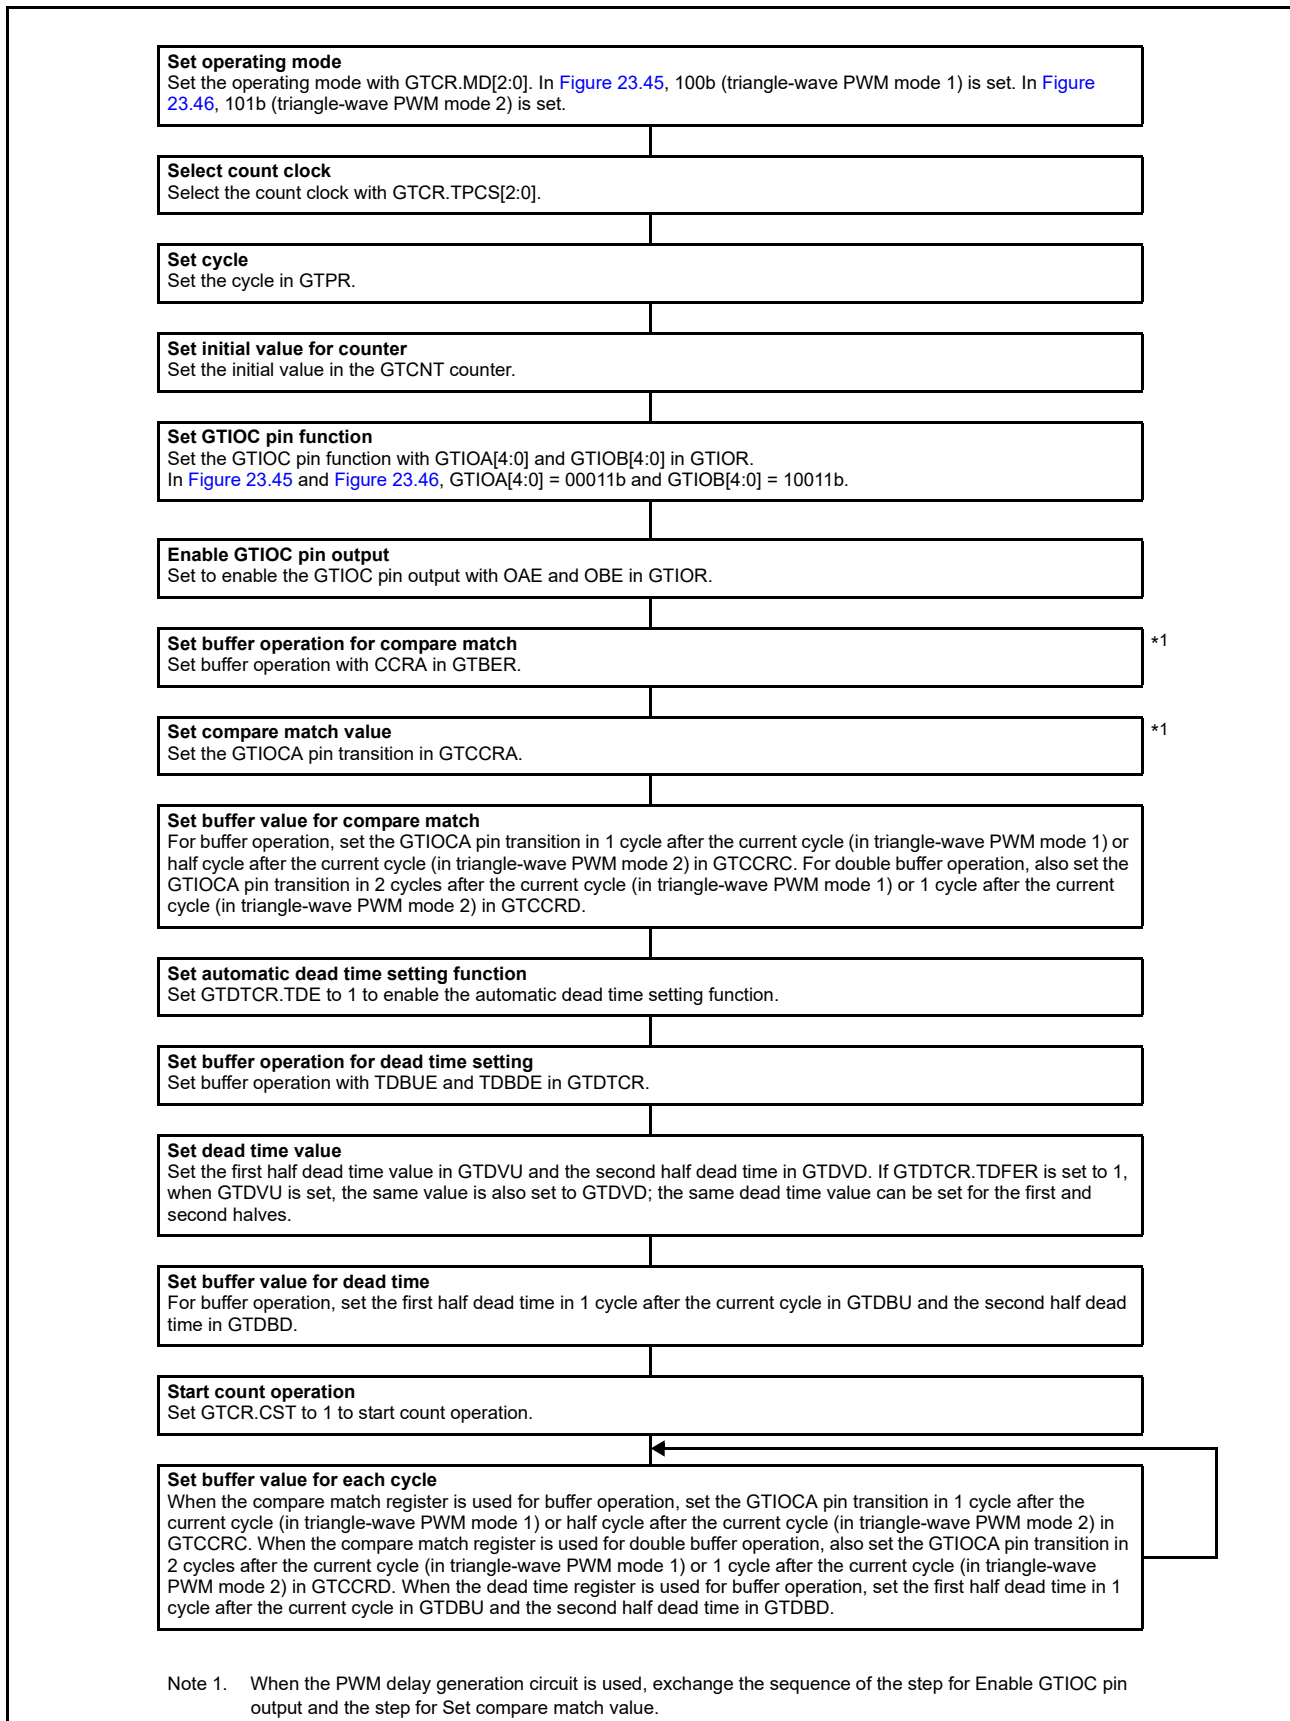 Set operating mode
Set the operating mode with GTCR.MD[2:0]. In Figure 23.45, 100b (triangle-wave PWM mode 1) is set. In Figure
23.46, 101b (triangle-wave PWM mode 2) is set.
Select count clock
Select the count clock with GTCR.TPCS[2:0].
Set cycle
Set the cycle in GTPR.
Set initial value for counter
Set the initial value in the GTCNT counter.
Set GTIOC pin function
Set the GTIOC pin function with GTIOA[4:0] and GTIOB[4:0] in GTIOR.
In Figure 23.45 and Figure 23.46, GTIOA[4:0] = 00011b and GTIOB[4:0] = 10011b.
Enable GTIOC pin output
Set to enable the GTIOC pin output with OAE and OBE in GTIOR.
Set buffer operation for compare match *1
Set buffer operation with CCRA in GTBER.
Set compare match value *1
Set the GTIOCA pin transition in GTCCRA.
Set buffer value for compare match
For buffer operation, set the GTIOCA pin transition in 1 cycle after the current cycle (in triangle-wave PWM mode 1) or
half cycle after the current cycle (in triangle-wave PWM mode 2) in GTCCRC. For double buffer operation, also set the
GTIOCA pin transition in 2 cycles after the current cycle (in triangle-wave PWM mode 1) or 1 cycle after the current
cycle (in triangle-wave PWM mode 2) in GTCCRD.
Set automatic dead time setting function
Set GTDTCR.TDE to 1 to enable the automatic dead time setting function.
Set buffer operation for dead time setting
Set buffer operation with TDBUE and TDBDE in GTDTCR.
Set dead time value
Set the first half dead time value in GTDVU and the second half dead time in GTDVD. If GTDTCR.TDFER is set to 1,
when GTDVU is set, the same value is also set to GTDVD; the same dead time value can be set for the first and
second halves.
Set buffer value for dead time
For buffer operation, set the first half dead time in 1 cycle after the current cycle in GTDBU and the second half dead
time in GTDBD.
Start count operation
Set GTCR.CST to 1 to start count operation.
Set buffer value for each cycle
When the compare match register is used for buffer operation, set the GTIOCA pin transition in 1 cycle after the
current cycle (in triangle-wave PWM mode 1) or half cycle after the current cycle (in triangle-wave PWM mode 2) in
GTCCRC. When the compare match register is used for double buffer operation, also set the GTIOCA pin transition in
2 cycles after the current cycle (in triangle-wave PWM mode 1) or 1 cycle after the current cycle (in triangle-wave
PWM mode 2) in GTCCRD. When the dead time register is used for buffer operation, set the first half dead time in 1
cycle after the current cycle in GTDBU and the second half dead time in GTDBD.
Note 1. When the PWM delay generation circuit is used, exchange the sequence of the step for Enable GTIOC pin
output and the step for Set compare match value.